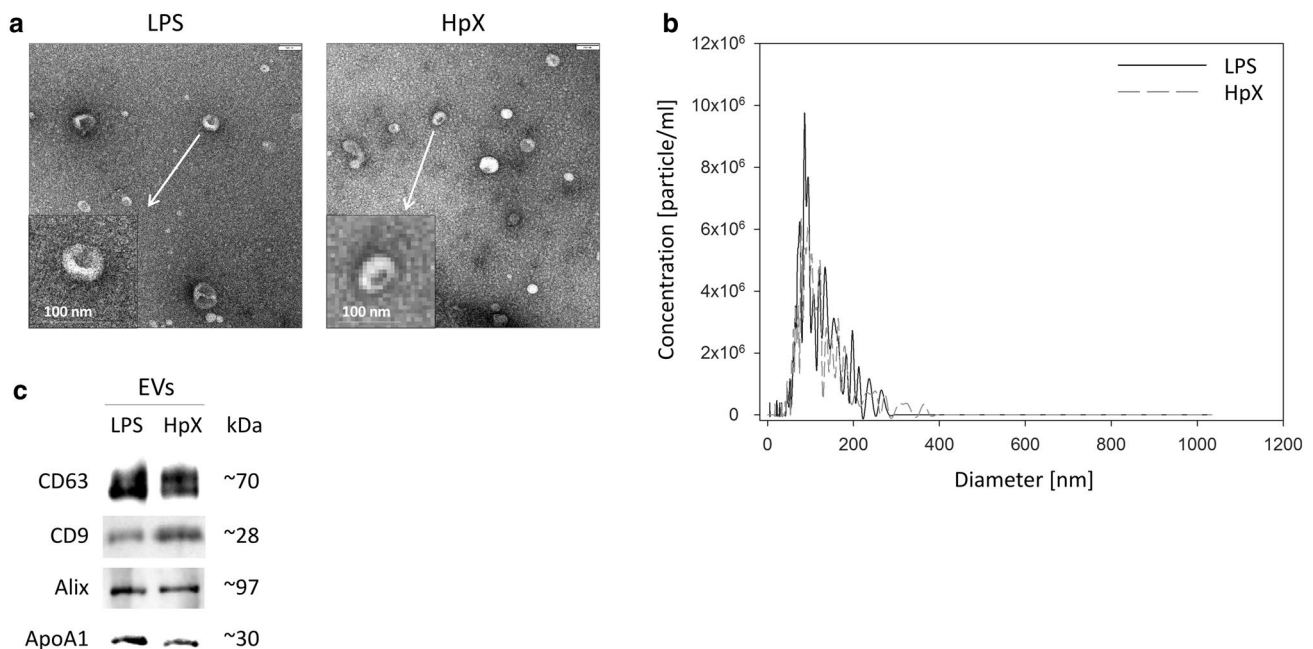 a
LPS
HpX
100 nm
100 nm
b
12x10⁶
10x10⁶
8x10⁶
6x10⁶
4x10⁶
2x10⁶
0
Concentration [particle/ml]
LPS
HpX
0 200 400 600 800 1000 1200
Diameter [nm]
c
EVs
LPS HpX kDa
CD63 ~70
CD9 ~28
Alix ~97
ApoA1 ~30